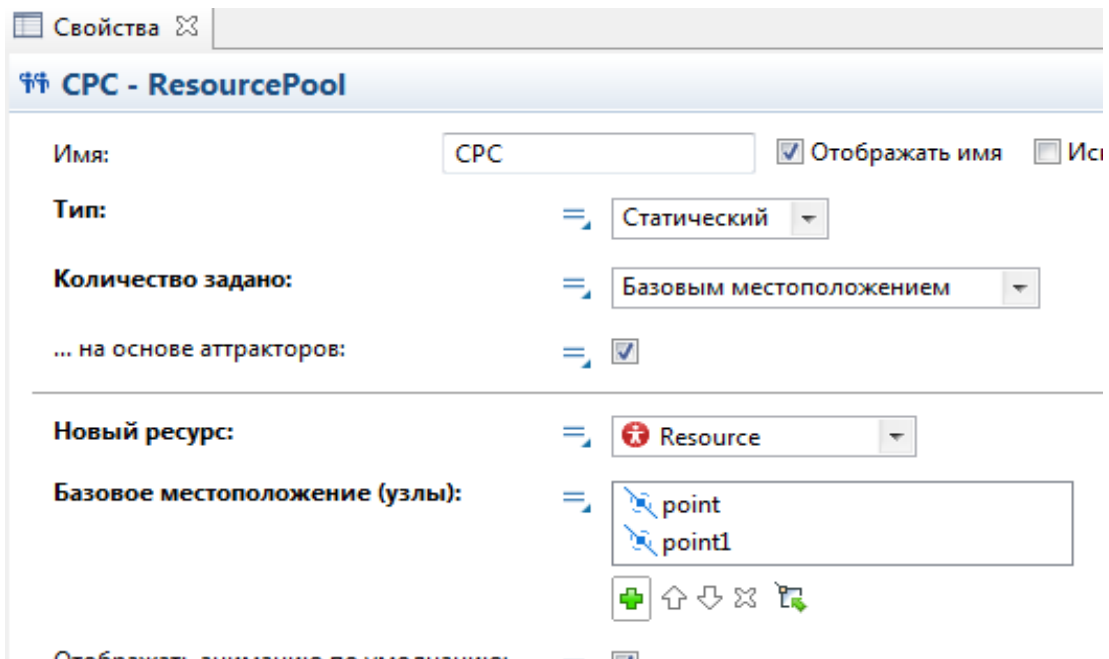 Свойства
CPC - ResourcePool
Имя: CPC Отображать имя
Тип: Статический
Количество задано: Базовым местоположением
... на основе аттракторов:
Новый ресурс: Resource
Базовое местоположение (узлы): point
point1